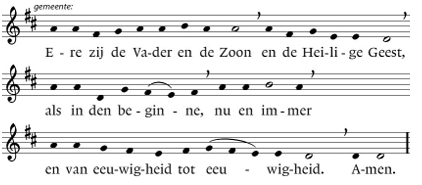 gemeente:
E - re zij de Va-der en de Zoon en de Hei-li-ge Geest,
als in den be-gin - ne, nu en im-mer
en van eeu-wig-heid tot eeu - wig-heid. A-men.